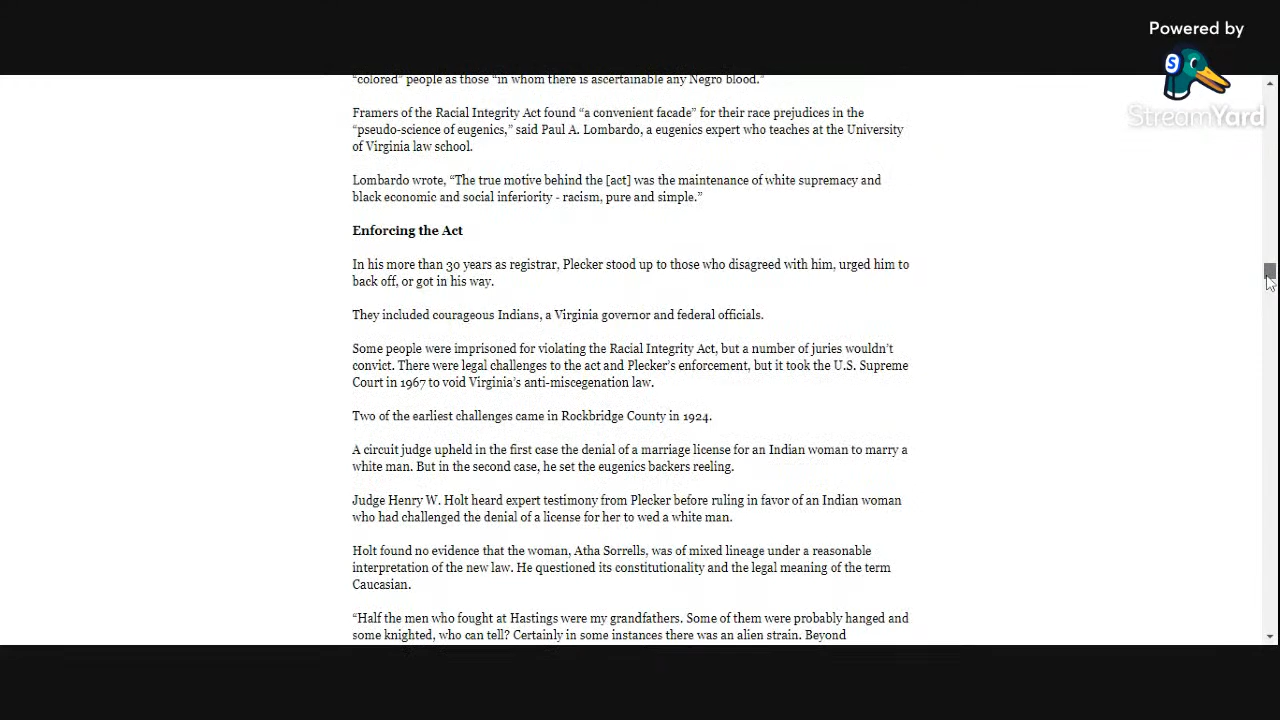 Powered by
S
StreamYard
“colored” people as those “in whom there is ascertainable any Negro blood.”
Framers of the Racial Integrity Act found “a convenient facade” for their race prejudices in the
“pseudo-science of eugenics,” said Paul A. Lombardo, a eugenics expert who teaches at the University
of Virginia law school.
Lombardo wrote, “The true motive behind the [act] was the maintenance of white supremacy and
black economic and social inferiority - racism, pure and simple.”
Enforcing the Act
In his more than 30 years as registrar, Plecker stood up to those who disagreed with him, urged him to
back off, or got in his way.
They included courageous Indians, a Virginia governor and federal officials.
Some people were imprisoned for violating the Racial Integrity Act, but a number of juries wouldn’t
convict. There were legal challenges to the act and Plecker’s enforcement, but it took the U.S. Supreme
Court in 1967 to void Virginia’s anti-miscegenation law.
Two of the earliest challenges came in Rockbridge County in 1924.
A circuit judge upheld in the first case the denial of a marriage license for an Indian woman to marry a
white man. But in the second case, he set the eugenics backers reeling.
Judge Henry W. Holt heard expert testimony from Plecker before ruling in favor of an Indian woman
who had challenged the denial of a license for her to wed a white man.
Holt found no evidence that the woman, Atha Sorrells, was of mixed lineage under a reasonable
interpretation of the new law. He questioned its constitutionality and the legal meaning of the term
Caucasian.
“Half the men who fought at Hastings were my grandfathers. Some of them were probably hanged and
some knighted, who can tell? Certainly in some instances there was an alien strain. Beyond